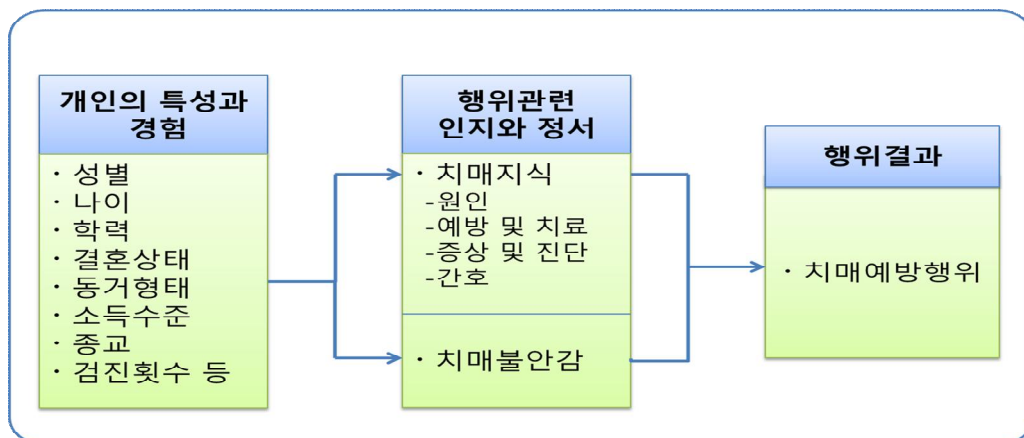 개인의 특성과
경험
· 성별
· 나이
· 학력
· 결혼상태
· 동거형태
· 소득수준
· 종교
· 검진횟수 등
행위관련
인지와 정서
· 치매지식
-원인
-예방 및 치료
-증상 및 진단
-간호
· 치매불안감
행위결과
· 치매예방행위